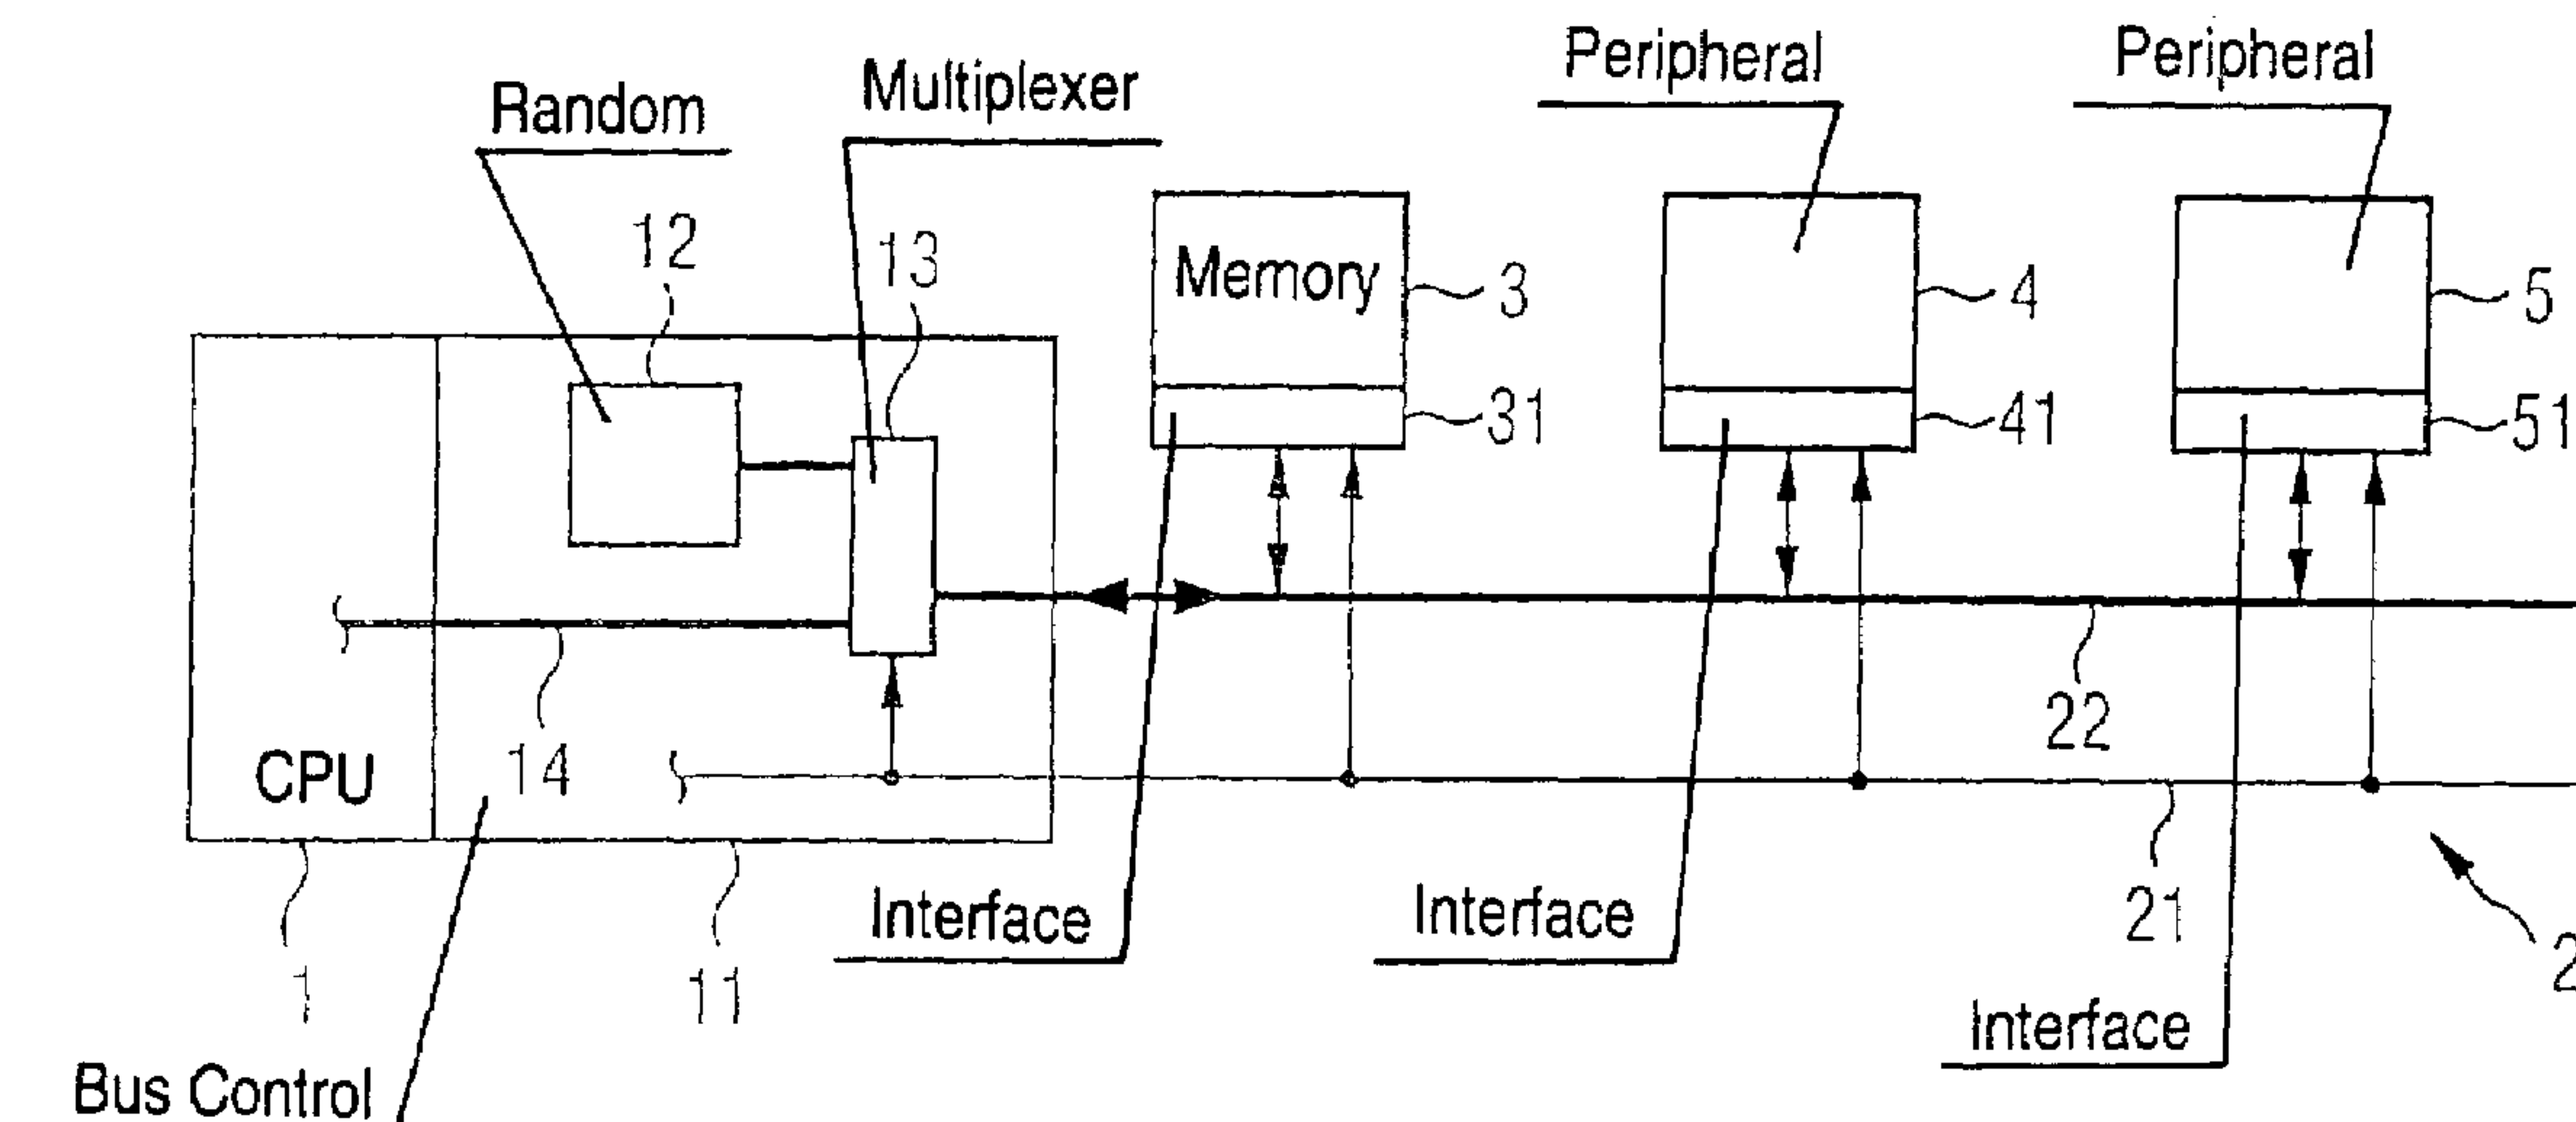 Random
Multiplexer
Peripheral
Peripheral
12
13
Memory
3
4
5
31
41
51
22
CPU
14
21
2
Interface
Interface
Interface
1
11
Bus Control